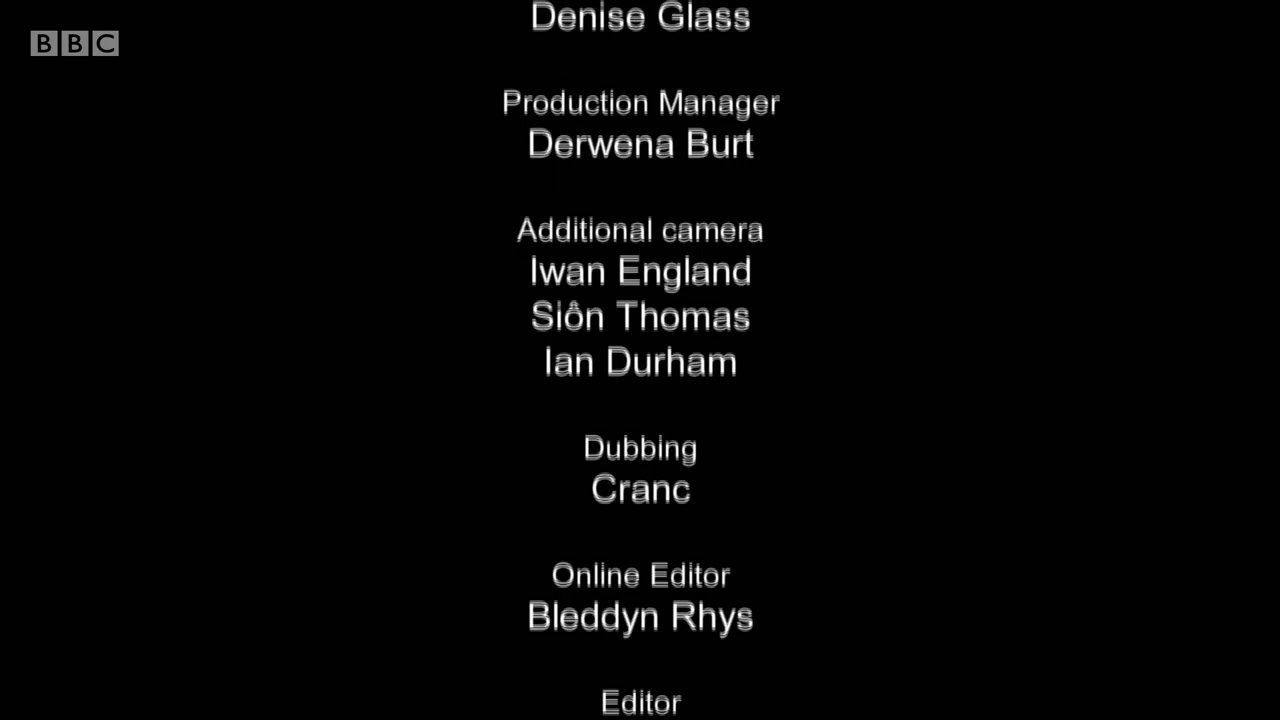 BBC
Denise Glass
Production Manager
Derwena Burt
Additional camera
Iwan England
Siôn Thomas
Ian Durham
Dubbing
Cranc
Online Editor
Bleddyn Rhys
Editor